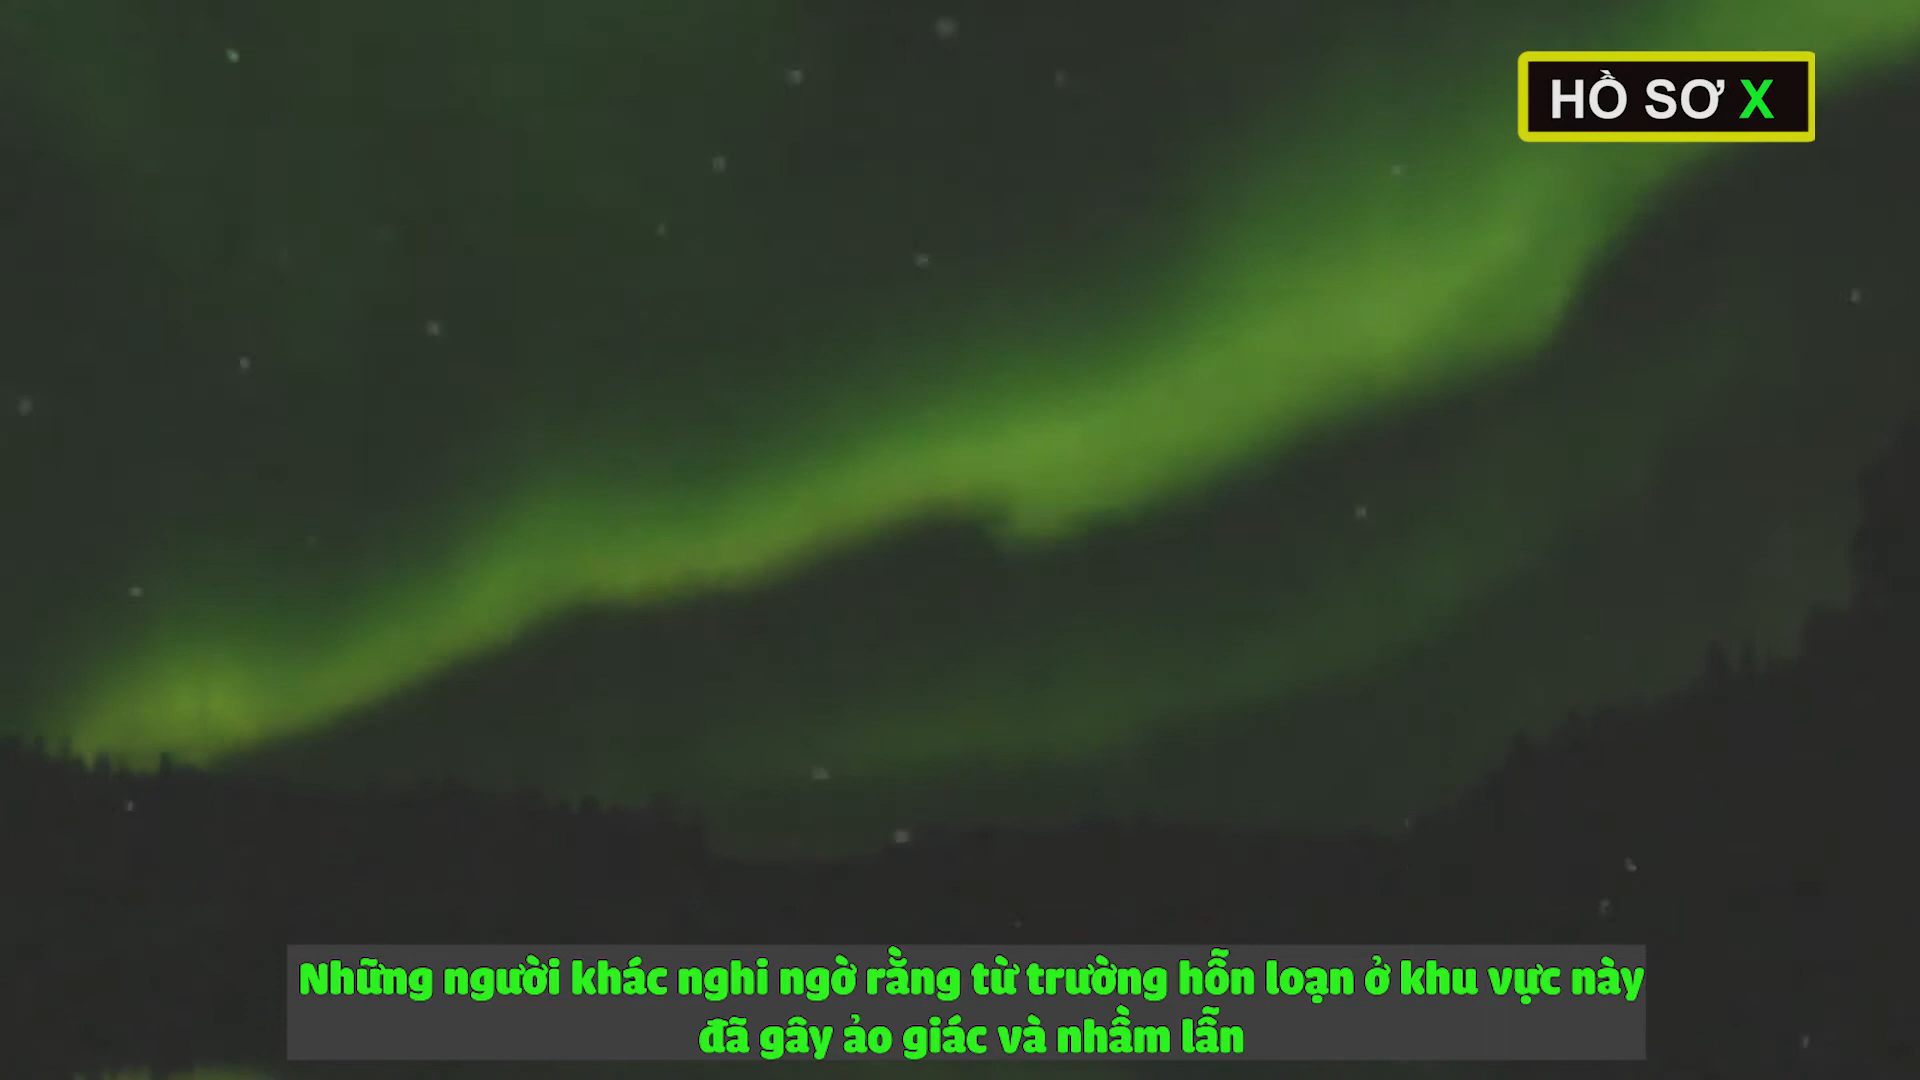 HỒ SƠ X
Những người khác nghi ngờ rằng từ trường hỗn loạn ở khu vực này
đã gây ảo giác và nhầm lẫn